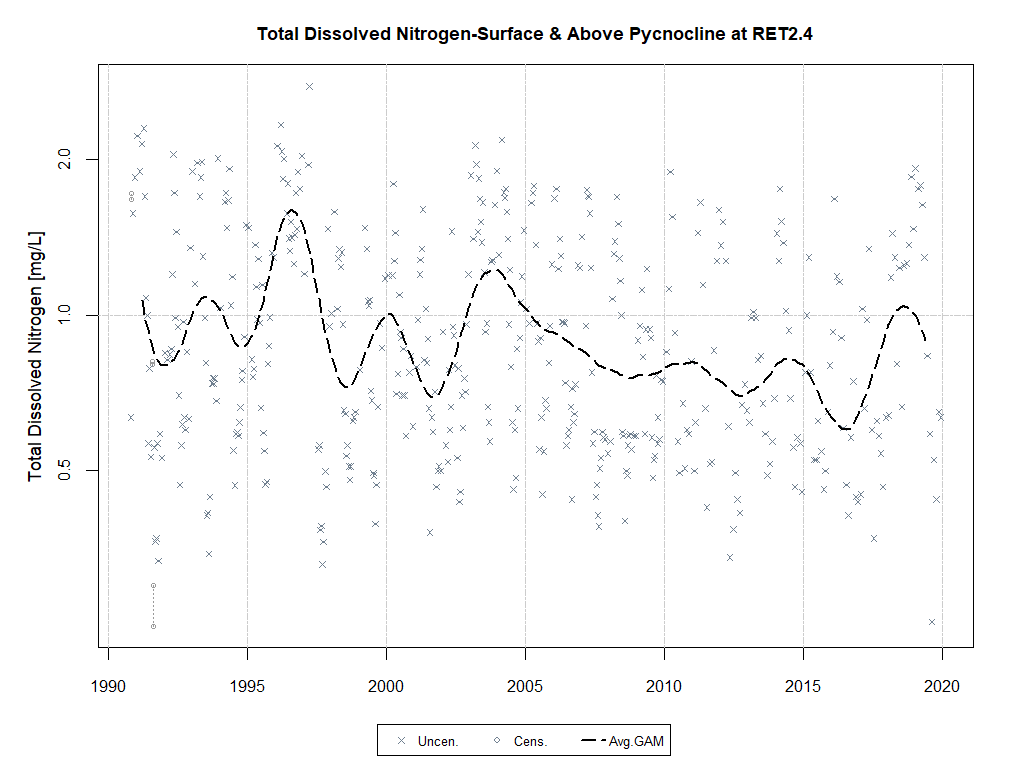 Total Dissolved Nitrogen-Surface & Above Pycnocline at RET2.4
Total Dissolved Nitrogen [mg/L]
2.0
1.0
0.5
1990 1995 2000 2005 2010 2015 2020
Uncen. Cens. Avg.GAM